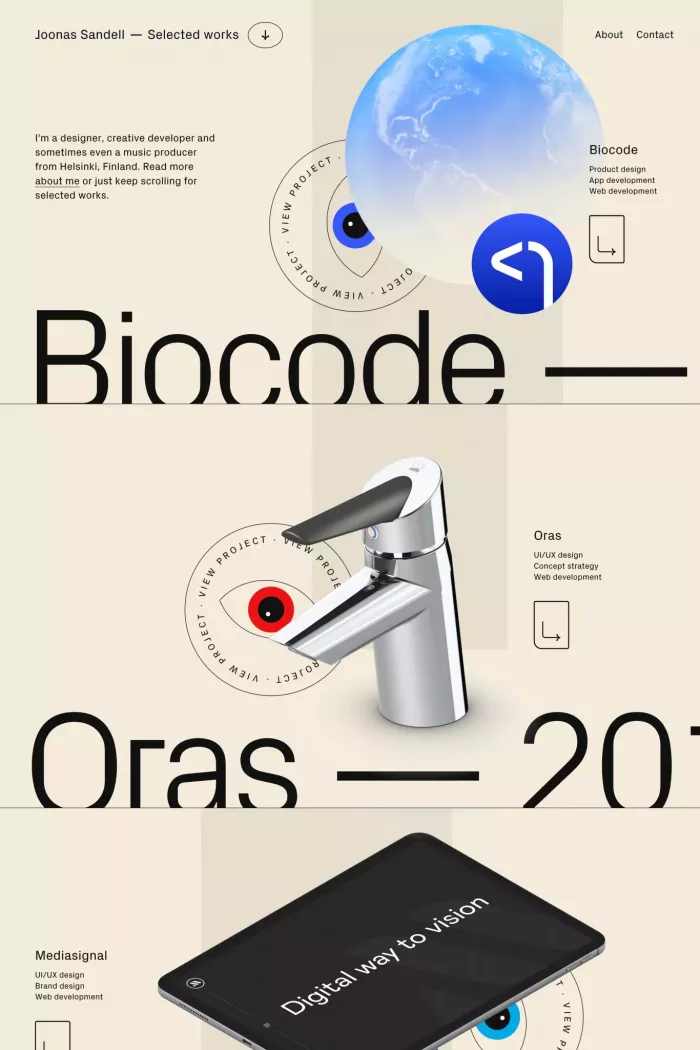 Joonas Sandell — Selected works
About Contact
I'm a designer, creative developer and
sometimes even a music producer
from Helsinki, Finland. Read more
about me or just keep scrolling for
selected works.
VIEW PROJECT · VIEW PROJECT ·
Biocode
Product design
App development
Web development
Biocode —
VIEW PROJECT · VIEW PROJECT · VIEW PROJECT ·
Oras
UI/UX design
Concept strategy
Web development
Oras — 201
Digital way to vision
Mediasignal
UI/UX design
Brand design
Web development